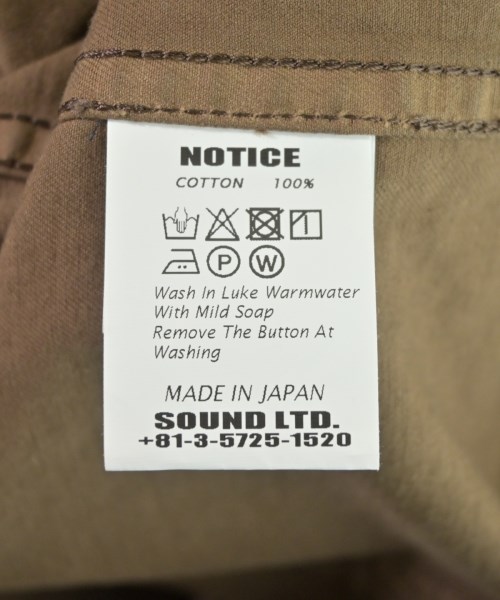 NOTICE
COTTON 100%
P W
Wash In Luke Warmwater
With Mild Soap
Remove The Button At
Washing
MADE IN JAPAN
SOUND LTD.
+81-3-5725-1520